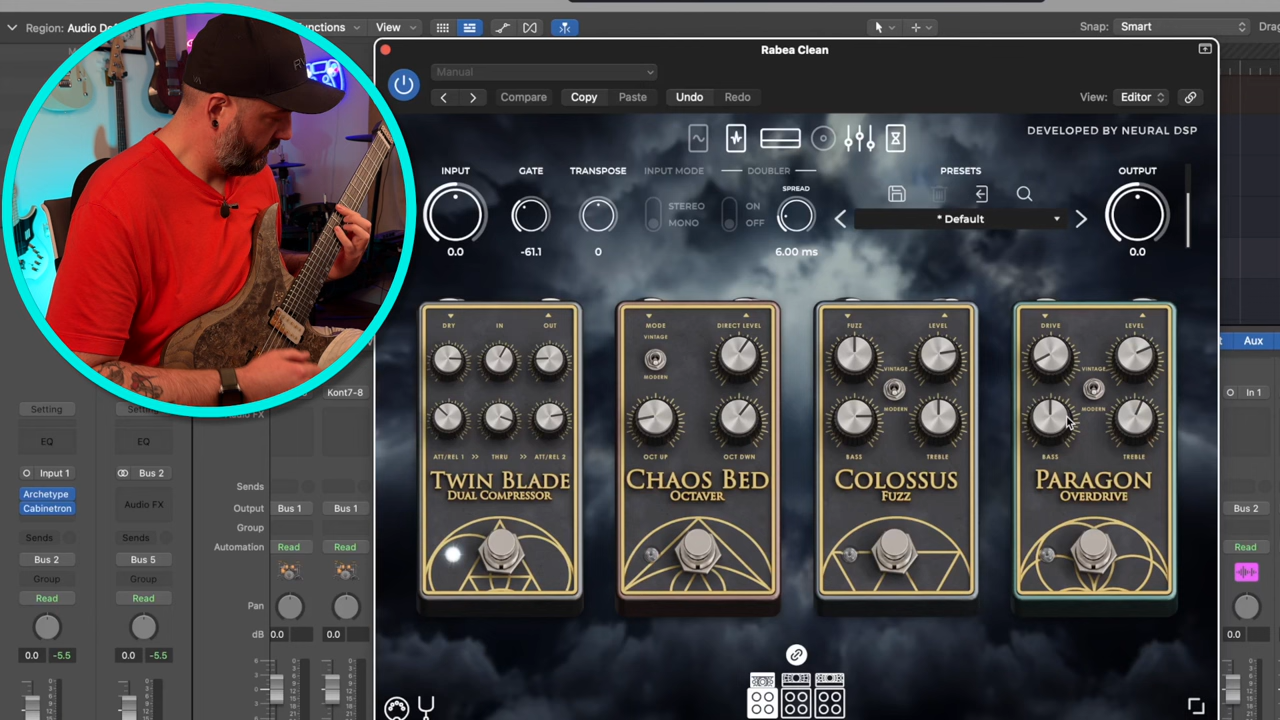 Region: Audio De
Functions
View
Snap: Smart
Drag
Rabea Clean
Manual
Compare
Copy
Paste
Undo
Redo
View: Editor
DEVELOPED BY NEURAL DSP
INPUT
GATE
TRANSPOSE
INPUT MODE
DOUBLER
PRESETS
OUTPUT
SPREAD
STEREO
MONO
ON
OFF
* Default
0.0
-61.1
0
6.00 ms
0.0
DRY
IN
OUT
MODE
DIRECT LEVEL
FUZZ
LEVEL
DRIVE
LEVEL
VINTAGE
MODERN
VINTAGE
MODERN
VINTAGE
MODERN
ATT/REL 1 >> THRU >> ATT/REL 2
OCT UP
OCT DWN
BASS
TREBLE
BASS
TREBLE
TWIN BLADE
DUAL COMPRESSOR
CHAOS BED
OCTAVER
COLOSSUS
FUZZ
PARAGON
OVERDRIVE
Aux
Kont7-8
In 1
Setting
Audio FX
EQ
EQ
Input 1
Bus 2
Archetype
Cabinetron
Audio FX
Sends
Sends
Sends
Output
Bus 1
Bus 1
Bus 2
Group
Bus 2
Bus 5
Automation
Read
Read
Read
Group
Group
Read
Read
Pan
dB
0.0
0.0
0.0
0.0
-5.5
0.0
-5.5